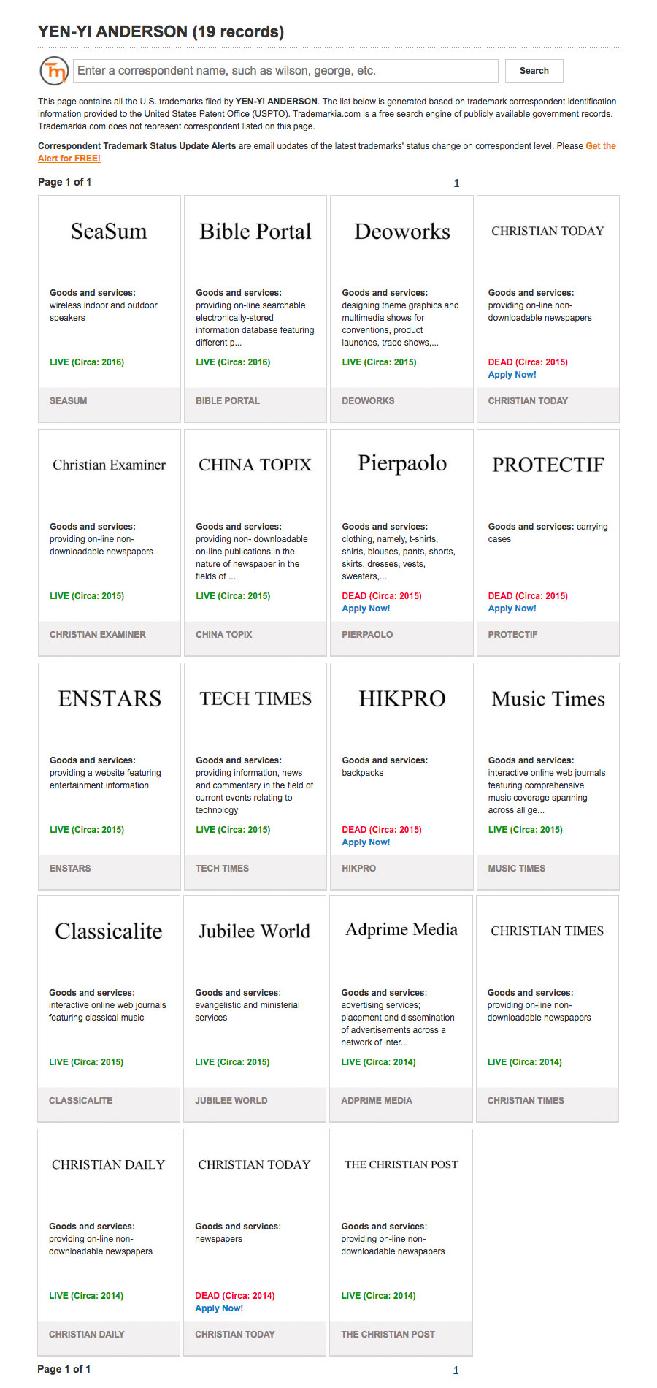 YEN-YI ANDERSON (19 records)
Tm
Enter a correspondent name, such as wilson, george, etc.
Search
This page contains all the U.S. trademarks filed by YEN-YI ANDERSON. The list below is generated based on trademark correspondent identification
information provided to the United States Patent Office (USPTO). Trademarkia.com is a free search engine of publicly available government records.
Trademarkia.com does not represent correspondent listed on this page.
Correspondent Trademark Status Update Alerts are email updates of the latest trademarks' status change on correspondent level. Please Get the
Alert for FREE!
Page 1 of 1
1
SeaSum
Goods and services:
wireless indoor and outdoor
speakers
LIVE (Circa: 2016)
SEASUM
Bible Portal
Goods and services:
providing on-line searchable
electronically-stored
information database featuring
different p...
LIVE (Circa: 2016)
BIBLE PORTAL
Deoworks
Goods and services:
designing theme graphics and
multimedia shows for
conventions, product
launches, trade shows,...
LIVE (Circa: 2015)
DEOWORKS
CHRISTIAN TODAY
Goods and services:
providing on-line non-
downloadable newspapers
DEAD (Circa: 2015)
Apply Now!
CHRISTIAN TODAY
Christian Examiner
Goods and services:
providing on-line non-
downloadable newspapers
LIVE (Circa: 2015)
CHRISTIAN EXAMINER
CHINA TOPIX
Goods and services:
providing non- downloadable
on-line publications in the
nature of newspaper in the
fields of ...
LIVE (Circa: 2015)
CHINA TOPIX
Pierpaolo
Goods and services:
clothing, namely, t-shirts,
shirts, blouses, pants, shorts,
skirts, dresses, vests,
sweaters,...
DEAD (Circa: 2015)
Apply Now!
PIERPAOLO
PROTECTIF
Goods and services: carrying
cases
DEAD (Circa: 2015)
Apply Now!
PROTECTIF
ENSTARS
Goods and services:
providing a website featuring
entertainment information
LIVE (Circa: 2015)
ENSTARS
TECH TIMES
Goods and services:
providing information, news
and commentary in the field of
current events relating to
technology
LIVE (Circa: 2015)
TECH TIMES
HIKPRO
Goods and services:
backpacks
DEAD (Circa: 2015)
Apply Now!
HIKPRO
Music Times
Goods and services:
interactive online web journals
featuring comprehensive
music coverage spanning
across all ge...
LIVE (Circa: 2015)
MUSIC TIMES
Classicalite
Goods and services:
interactive online web journals
featuring classical music
LIVE (Circa: 2015)
CLASSICALITE
Jubilee World
Goods and services:
evangelistic and ministerial
services
LIVE (Circa: 2015)
JUBILEE WORLD
Adprime Media
Goods and services:
advertising services;
placement and dissemination
of advertisements across a
network of inter...
LIVE (Circa: 2014)
ADPRIME MEDIA
CHRISTIAN TIMES
Goods and services:
providing on-line non-
downloadable newspapers
LIVE (Circa: 2014)
CHRISTIAN TIMES
CHRISTIAN DAILY
Goods and services:
providing on-line non-
downloadable newspapers
LIVE (Circa: 2014)
CHRISTIAN DAILY
CHRISTIAN TODAY
Goods and services:
newspapers
DEAD (Circa: 2014)
Apply Now!
CHRISTIAN TODAY
THE CHRISTIAN POST
Goods and services:
providing on-line non-
downloadable newspapers
LIVE (Circa: 2014)
THE CHRISTIAN POST
Page 1 of 1
1